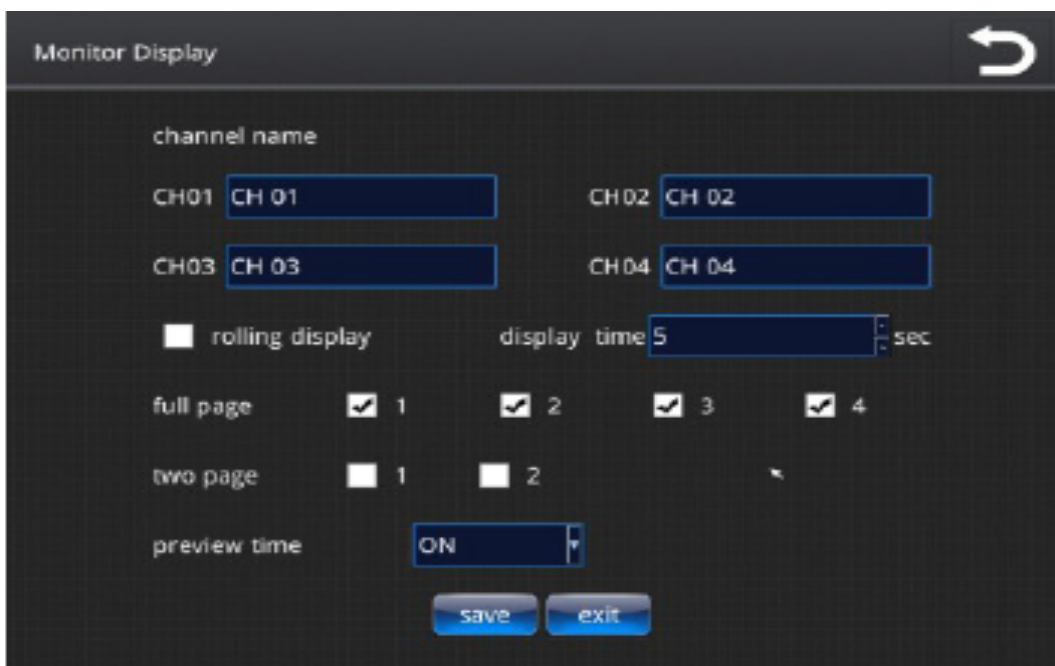 Monitor Display
channel name
CH01 CH 01 CH02 CH 02
CH03 CH 03 CH04 CH 04
rolling display display time 5 sec
full page 1 2 3 4
two page 1 2
preview time ON
save exit